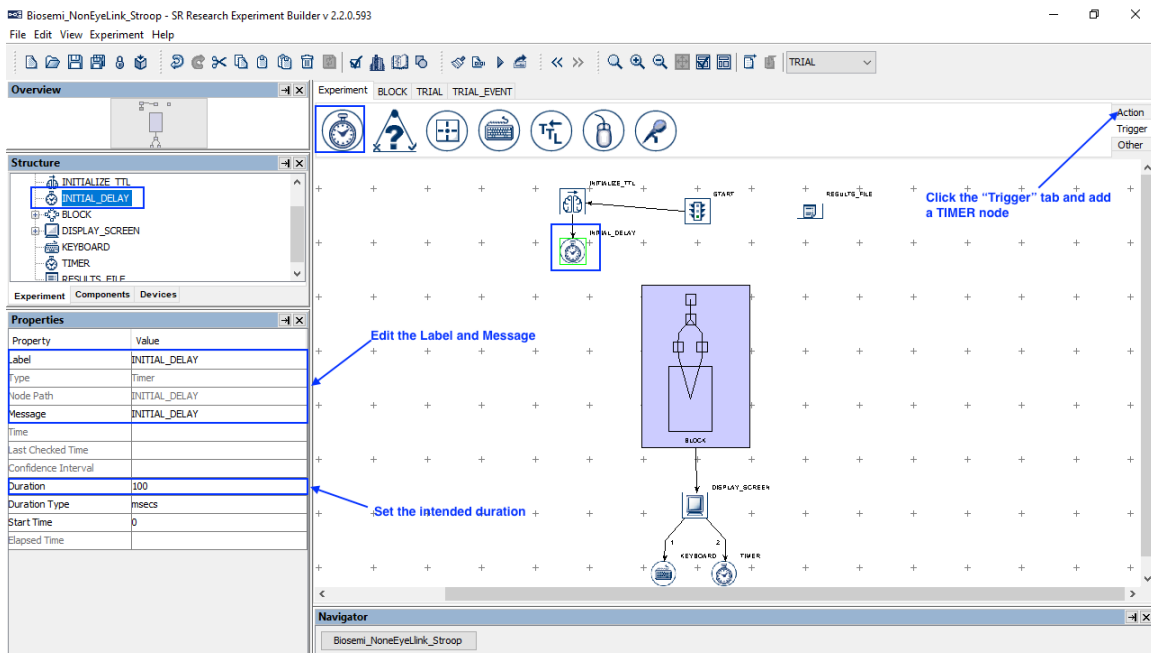 Biosemi_NonEyeLink_Stroop - SR Research Experiment Builder v 2.2.0.593
File Edit View Experiment Help
TRIAL
Overview
Experiment BLOCK TRIAL TRIAL_EVENT
TTL
Action
Trigger
Other
Structure
INITIALIZE_TTL
INITIAL_DELAY
BLOCK
DISPLAY_SCREEN
KEYBOARD
TIMER
RESULTS_FILE
Experiment Components Devices
INITIALIZE_TTL
START
RESULTS_FILE
INITIAL_DELAY
Click the “Trigger” tab and add
a TIMER node
Properties
Property Value
Label INITIAL_DELAY
Type Timer
Node Path INITIAL_DELAY
Message INITIAL_DELAY
Time
Last Checked Time
Confidence Interval
Duration 100
Duration Type msecs
Start Time 0
Elapsed Time
Edit the Label and Message
Set the intended duration
BLOCK
DISPLAY_SCREEN
1 2
KEYBOARD TIMER
Navigator
Biosemi_NoneEyeLink_Stroop